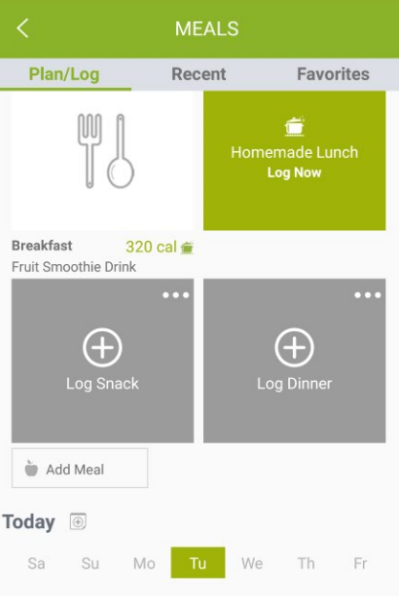 MEALS
Plan/Log Recent Favorites
Homemade Lunch
Log Now
Breakfast 320 cal
Fruit Smoothie Drink
Log Snack Log Dinner
Add Meal
Today
Sa Su Mo Tu We Th Fr